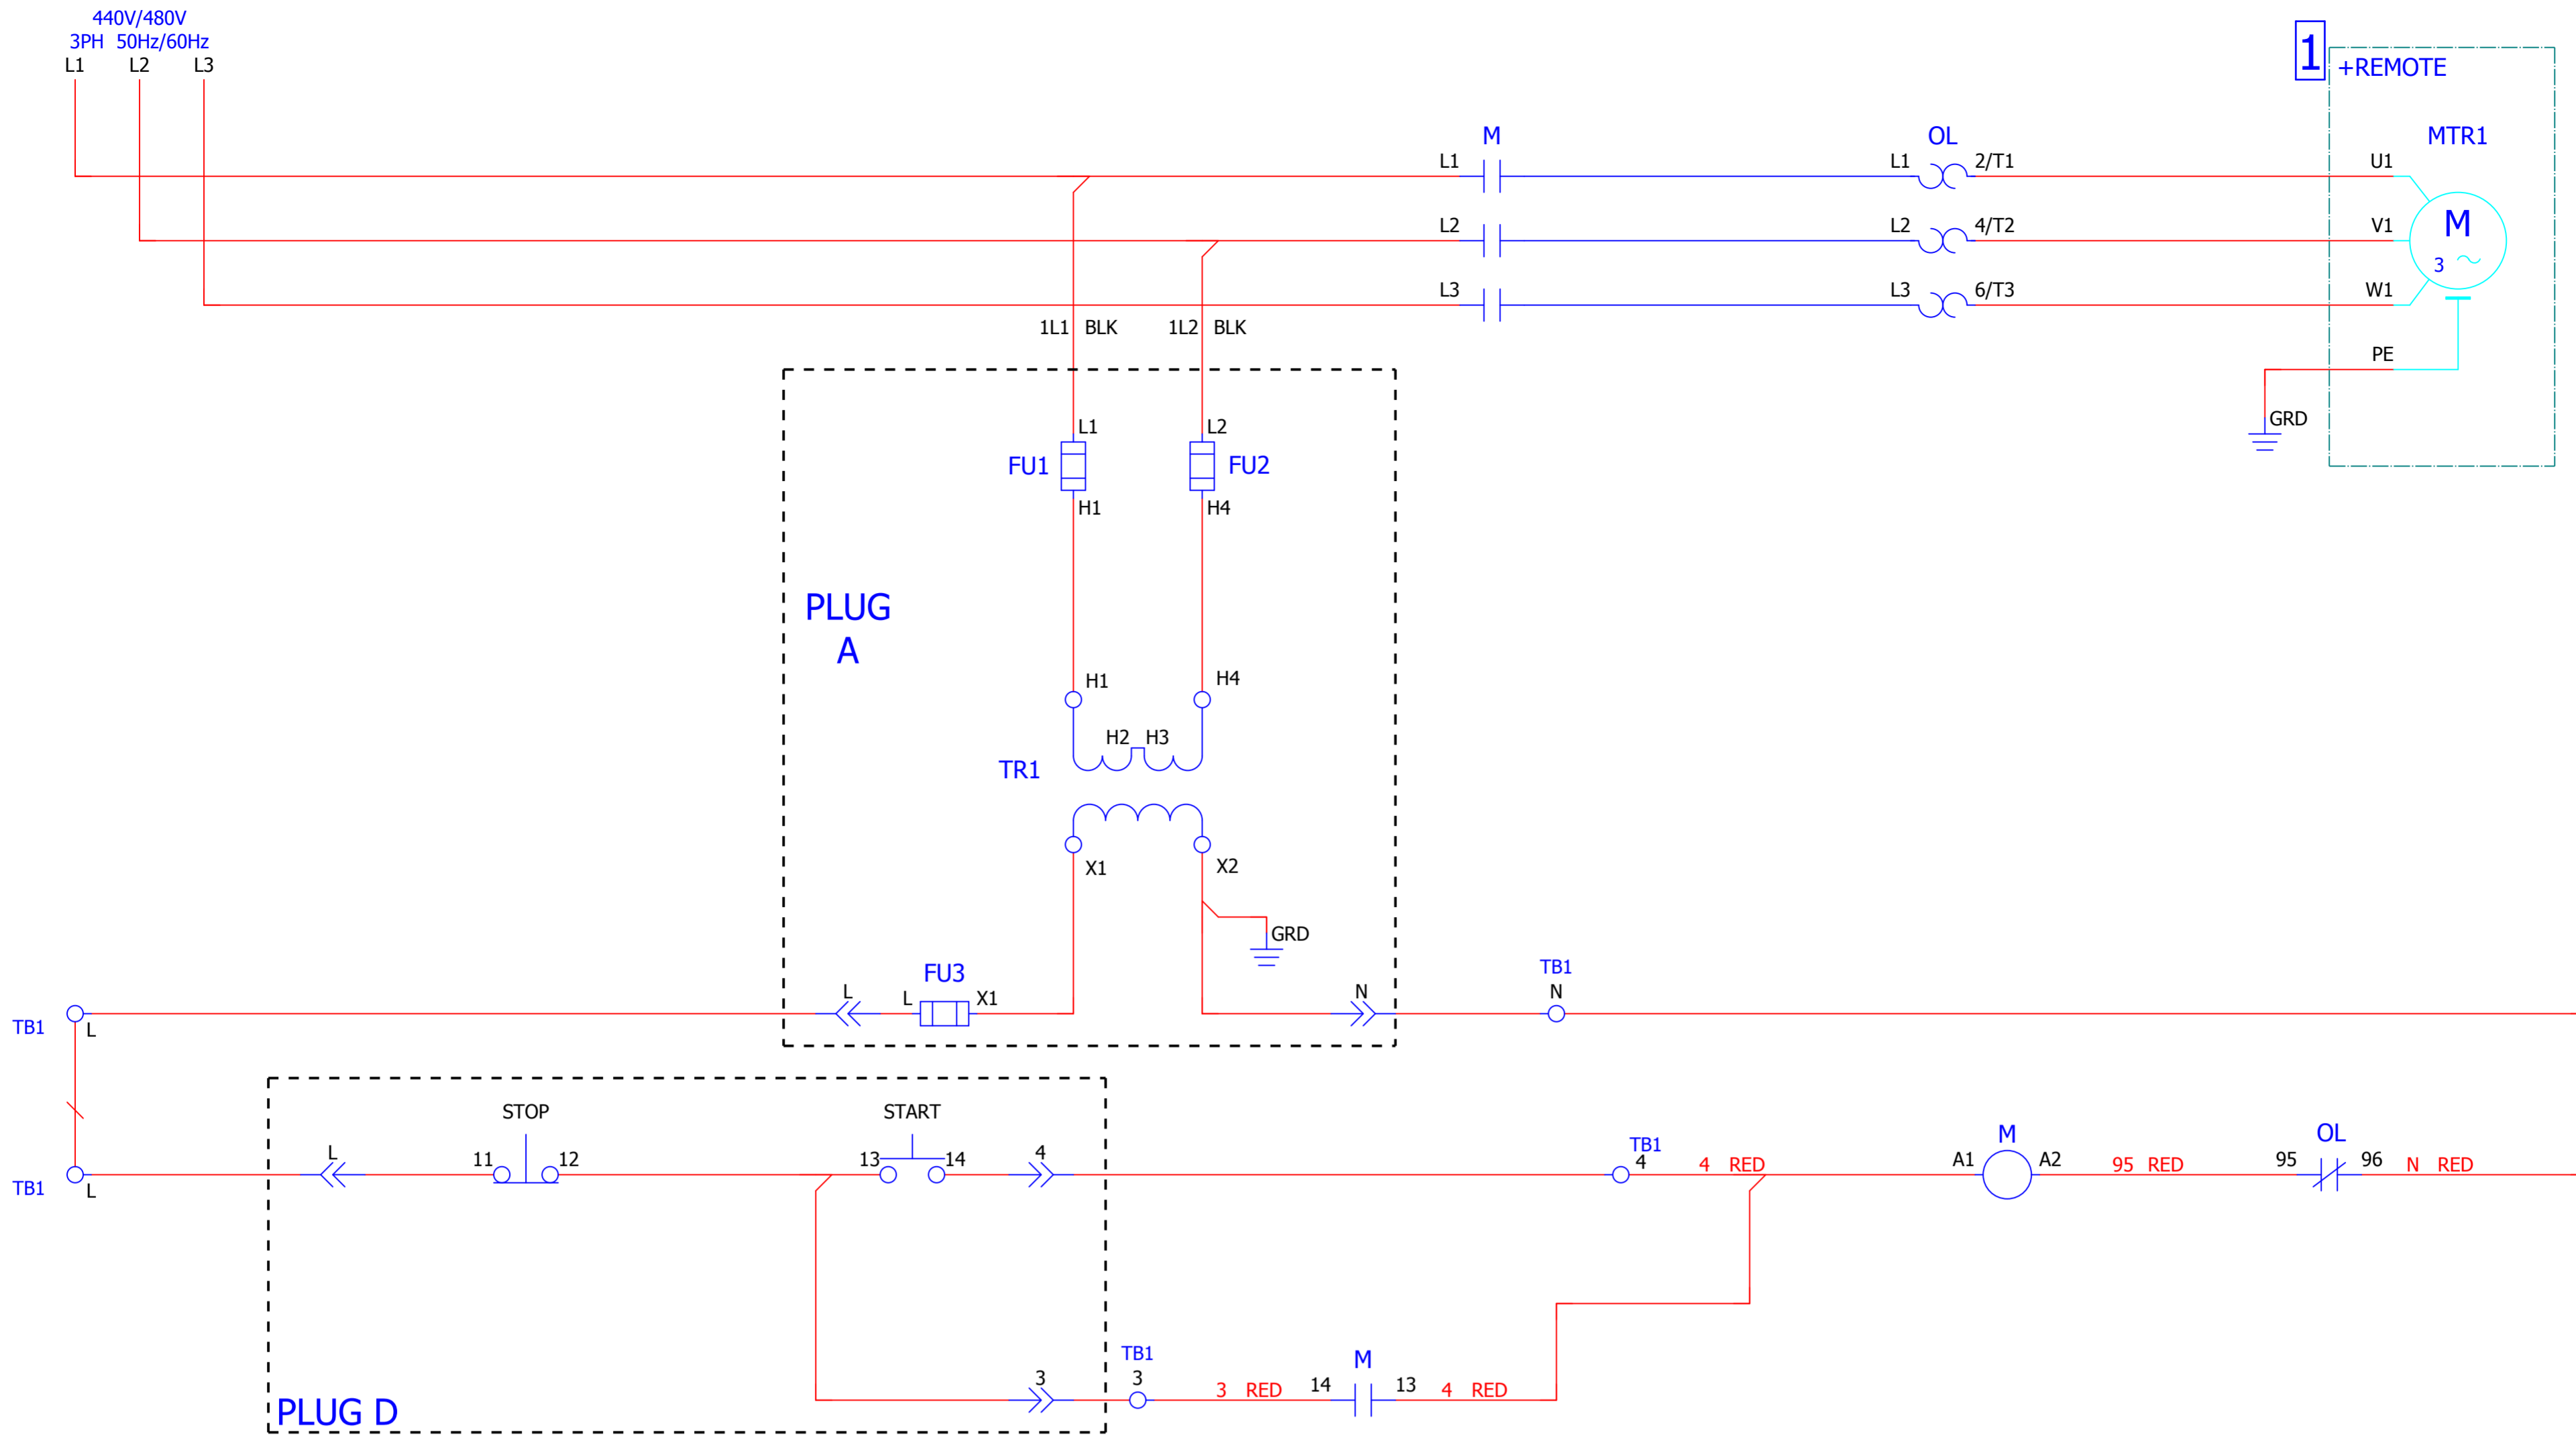 440V/480V
3PH 50Hz/60Hz
L1 L2 L3
1
+REMOTE
M
OL
MTR1
L1
L1
2/T1
U1
L2
L2
4/T2
V1
M
3
L3
L3
6/T3
W1
1L1 BLK
1L2 BLK
PE
GRD
L1
L2
FU1
FU2
H1
H4
PLUG
A
H1
H4
H2 H3
TR1
X1
X2
GRD
FU3
TB1
L
L
X1
N
N
TB1
L
STOP
START
TB1
M
OL
L
11
12
13
14
4
4
4 RED
A1
A2
95 RED
95
96
N RED
TB1
L
TB1
M
3
3
3 RED
14
13
4 RED
PLUG D